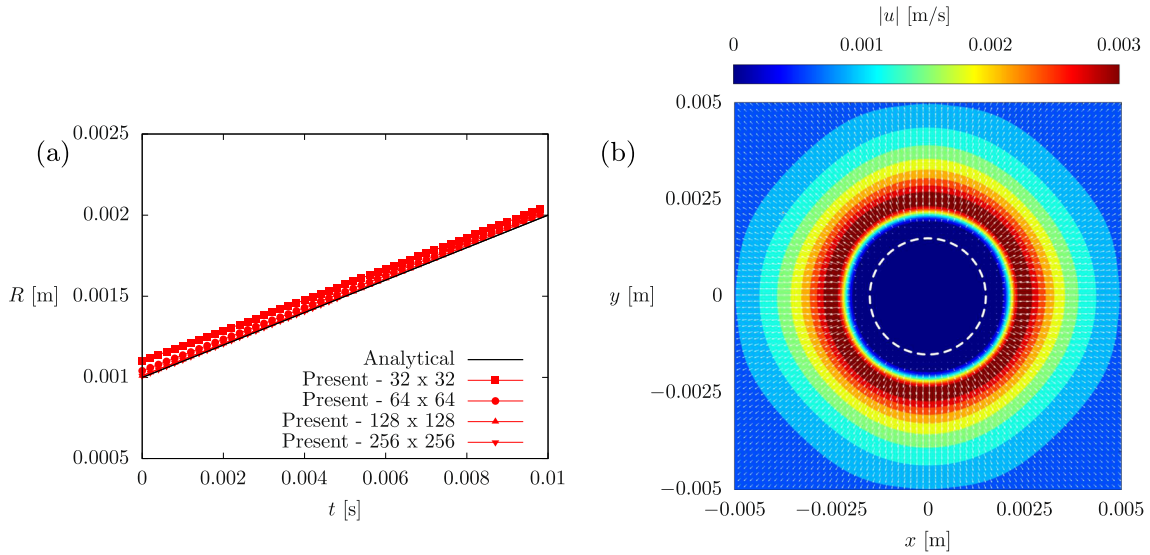 (a)
0.0025
0.002
0.0015
0.001
0.0005
R [m]
0 0.002 0.004 0.006 0.008 0.01
t [s]
Analytical
Present - 32 x 32
Present - 64 x 64
Present - 128 x 128
Present - 256 x 256
(b)
|u| [m/s]
0 0.001 0.002 0.003
0.005
0.0025
0
−0.0025
−0.005
y [m]
−0.005 −0.0025 0 0.0025 0.005
x [m]